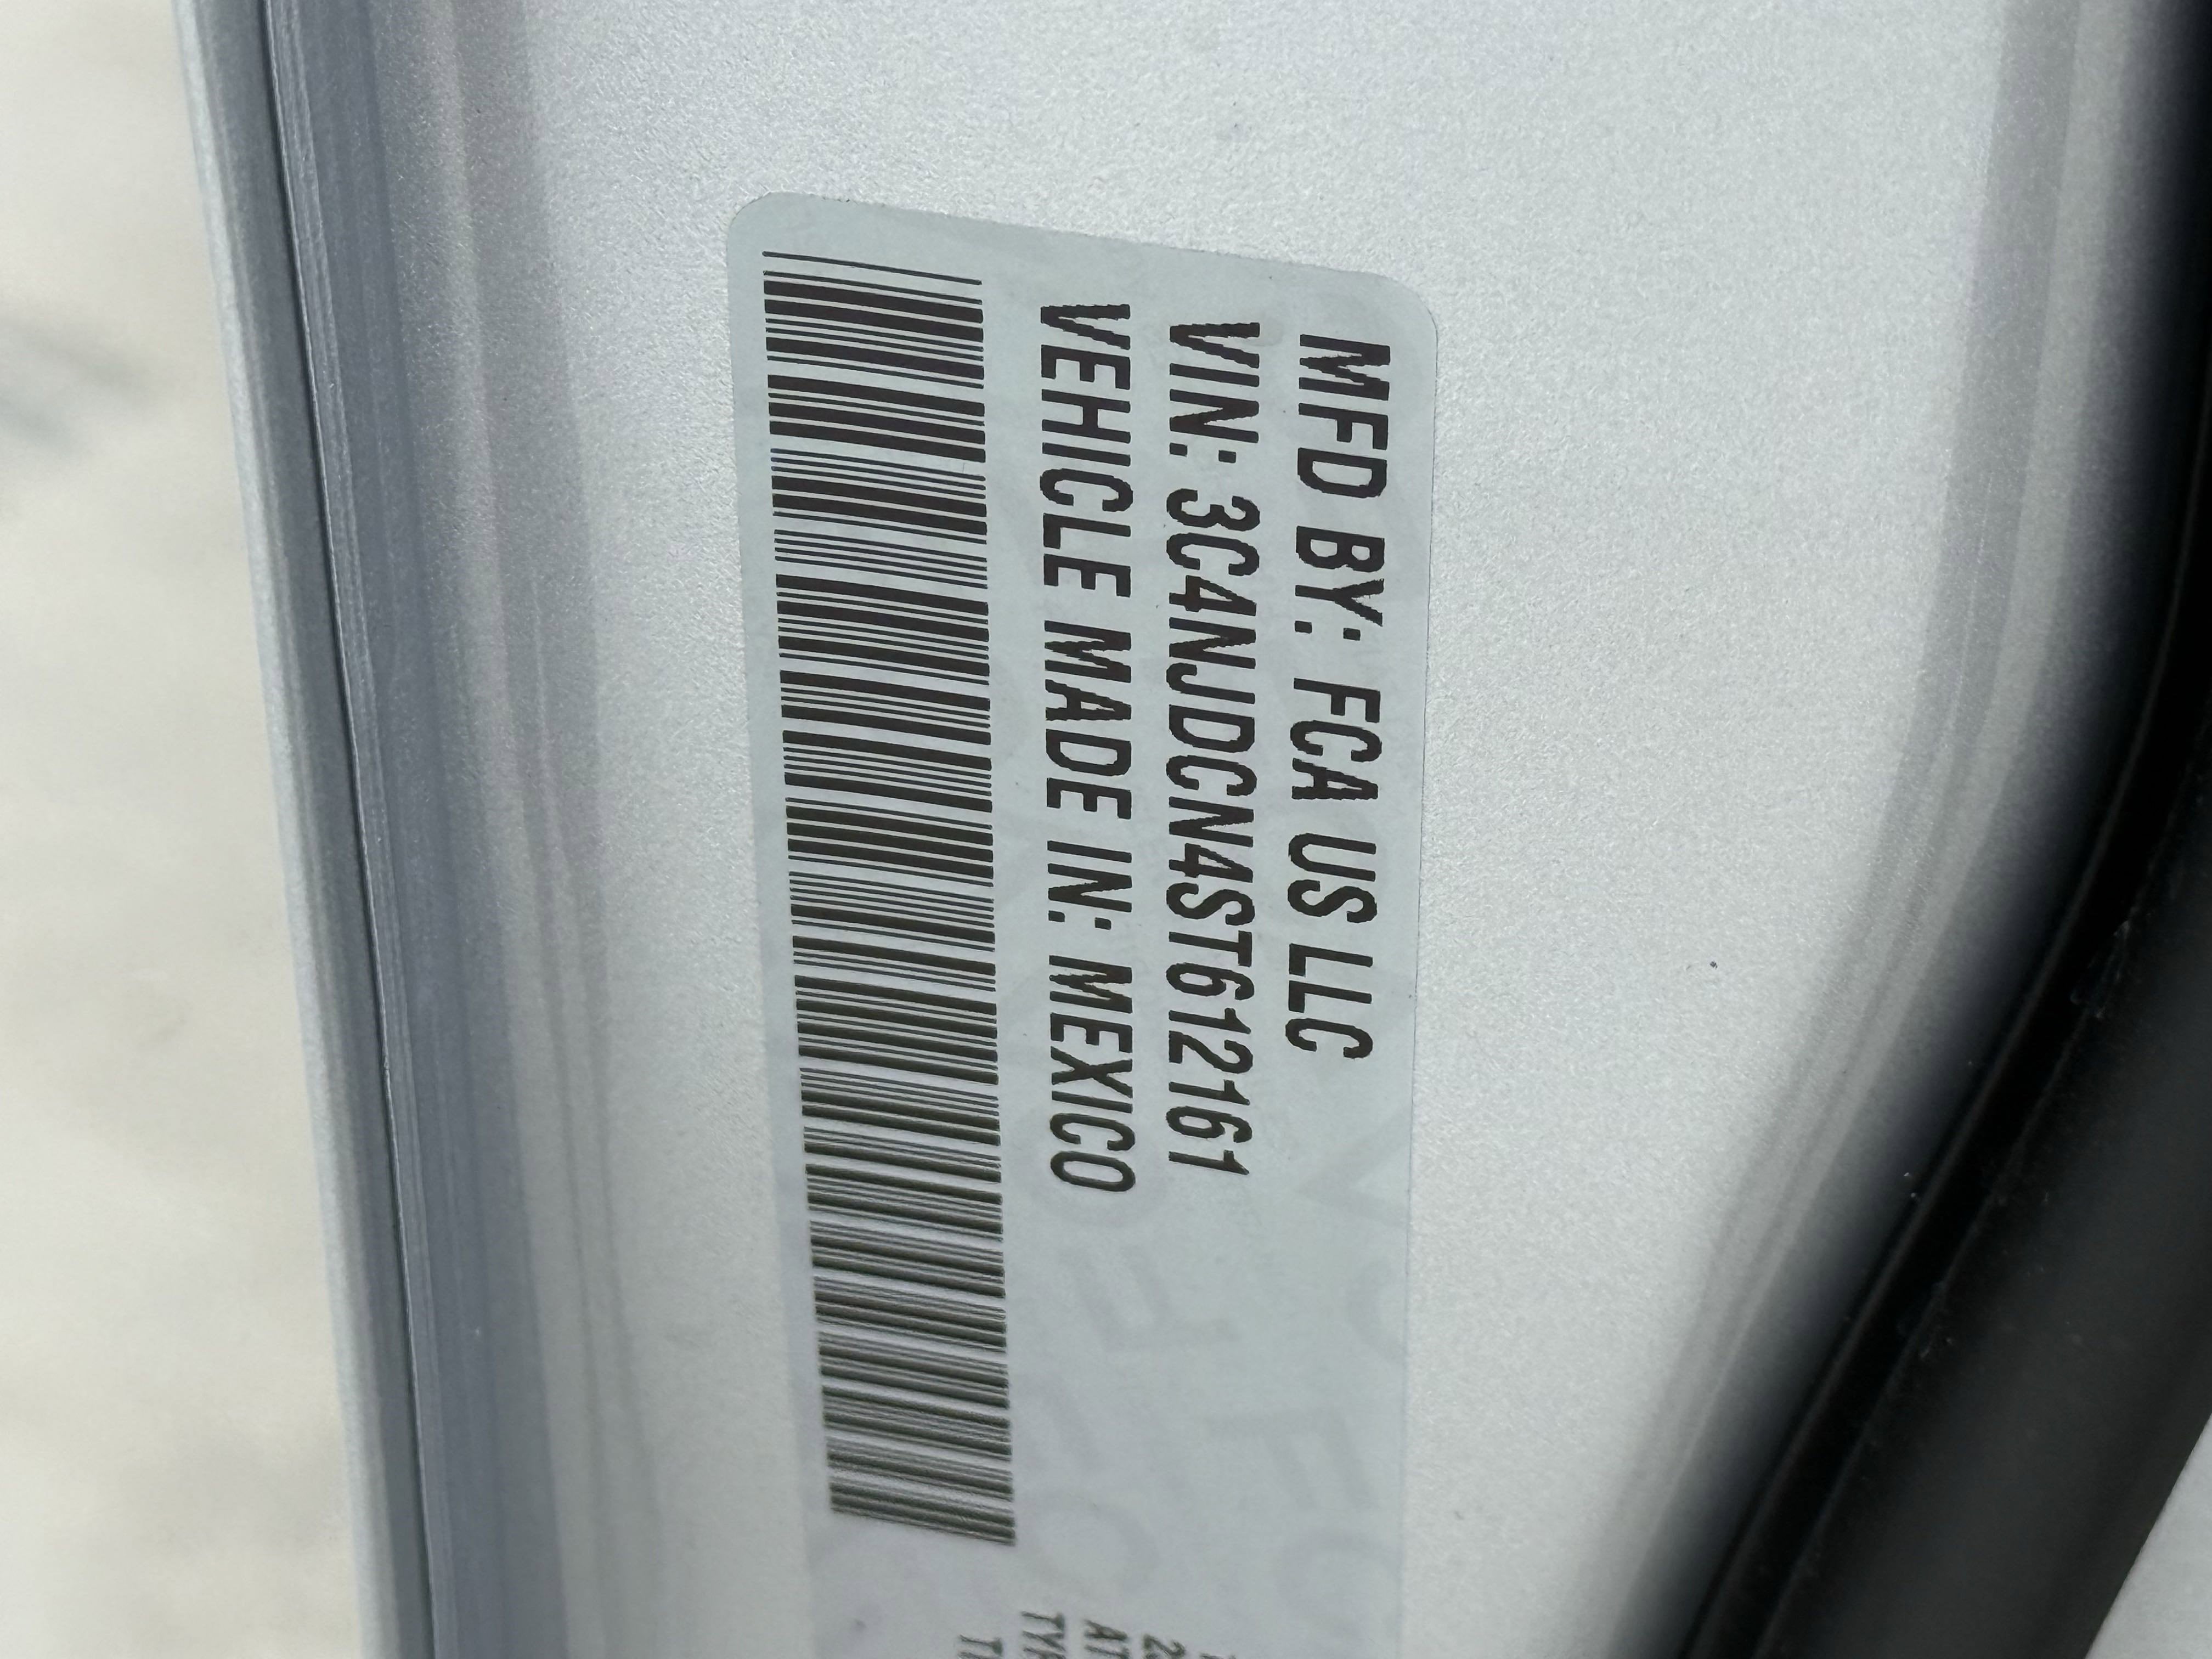 MFD BY: FCA US LLC
VIN: 3C4NJDCN4ST612161
VEHICLE MADE IN: MEXICO